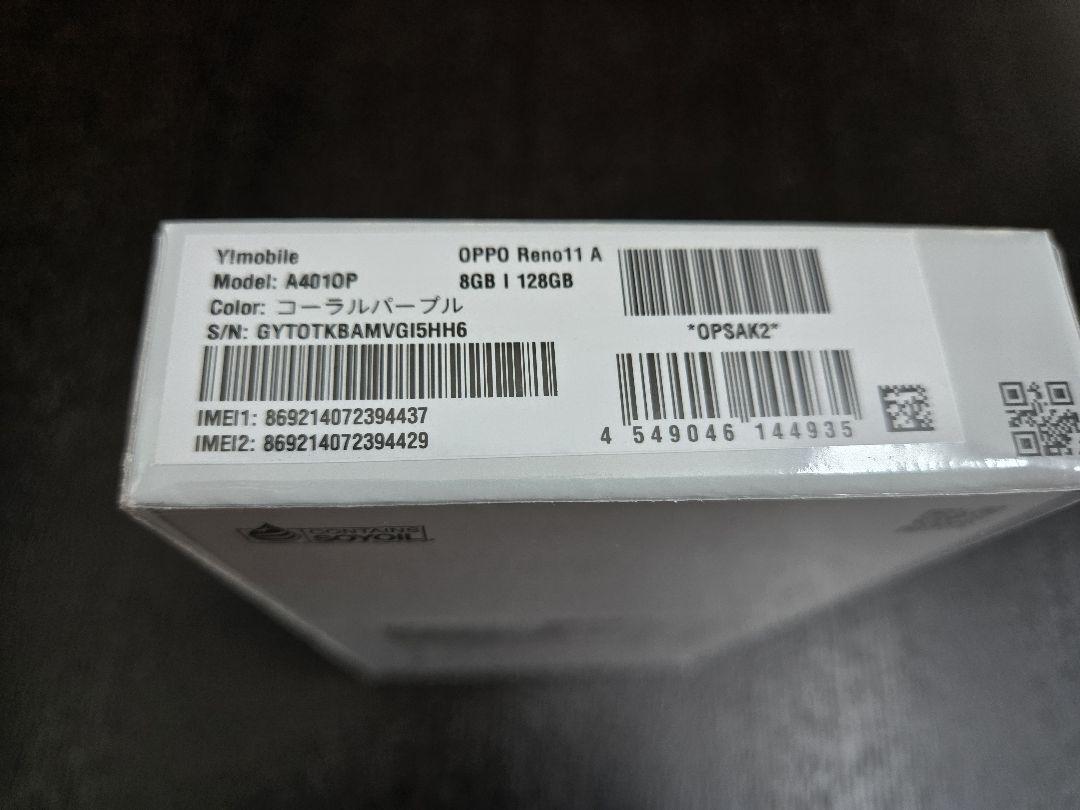 Y!mobile
OPPO Reno11 A
Model: A401OP
8GB | 128GB
Color: コーラルパープル
S/N: GYTOTKBAMVGI5HH6
*OPSAK2*
IMEI1: 869214072394437
IMEI2: 869214072394429
4 549046 144935
CONTAINS
SOYOIL